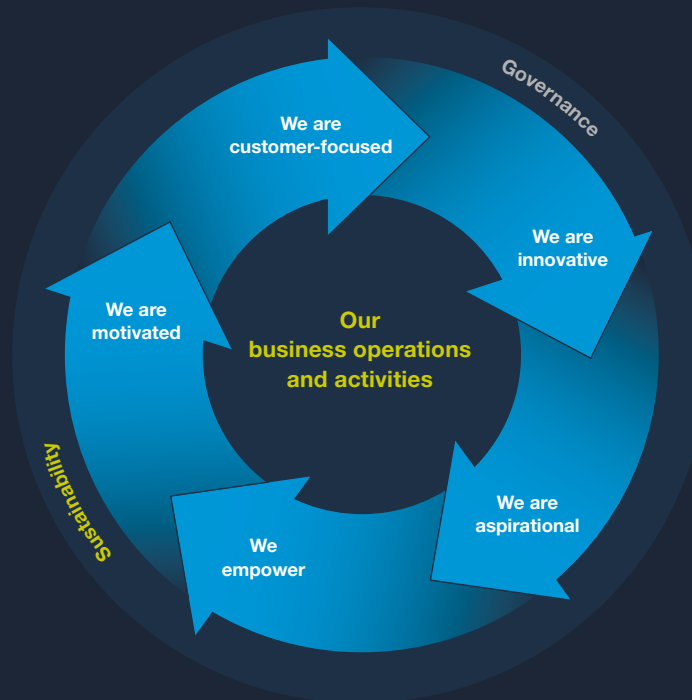 Governance
We are
customer-focused
We are
innovative
We are
motivated
Our
business operations
and activities
Sustainability
We are
aspirational
We
empower